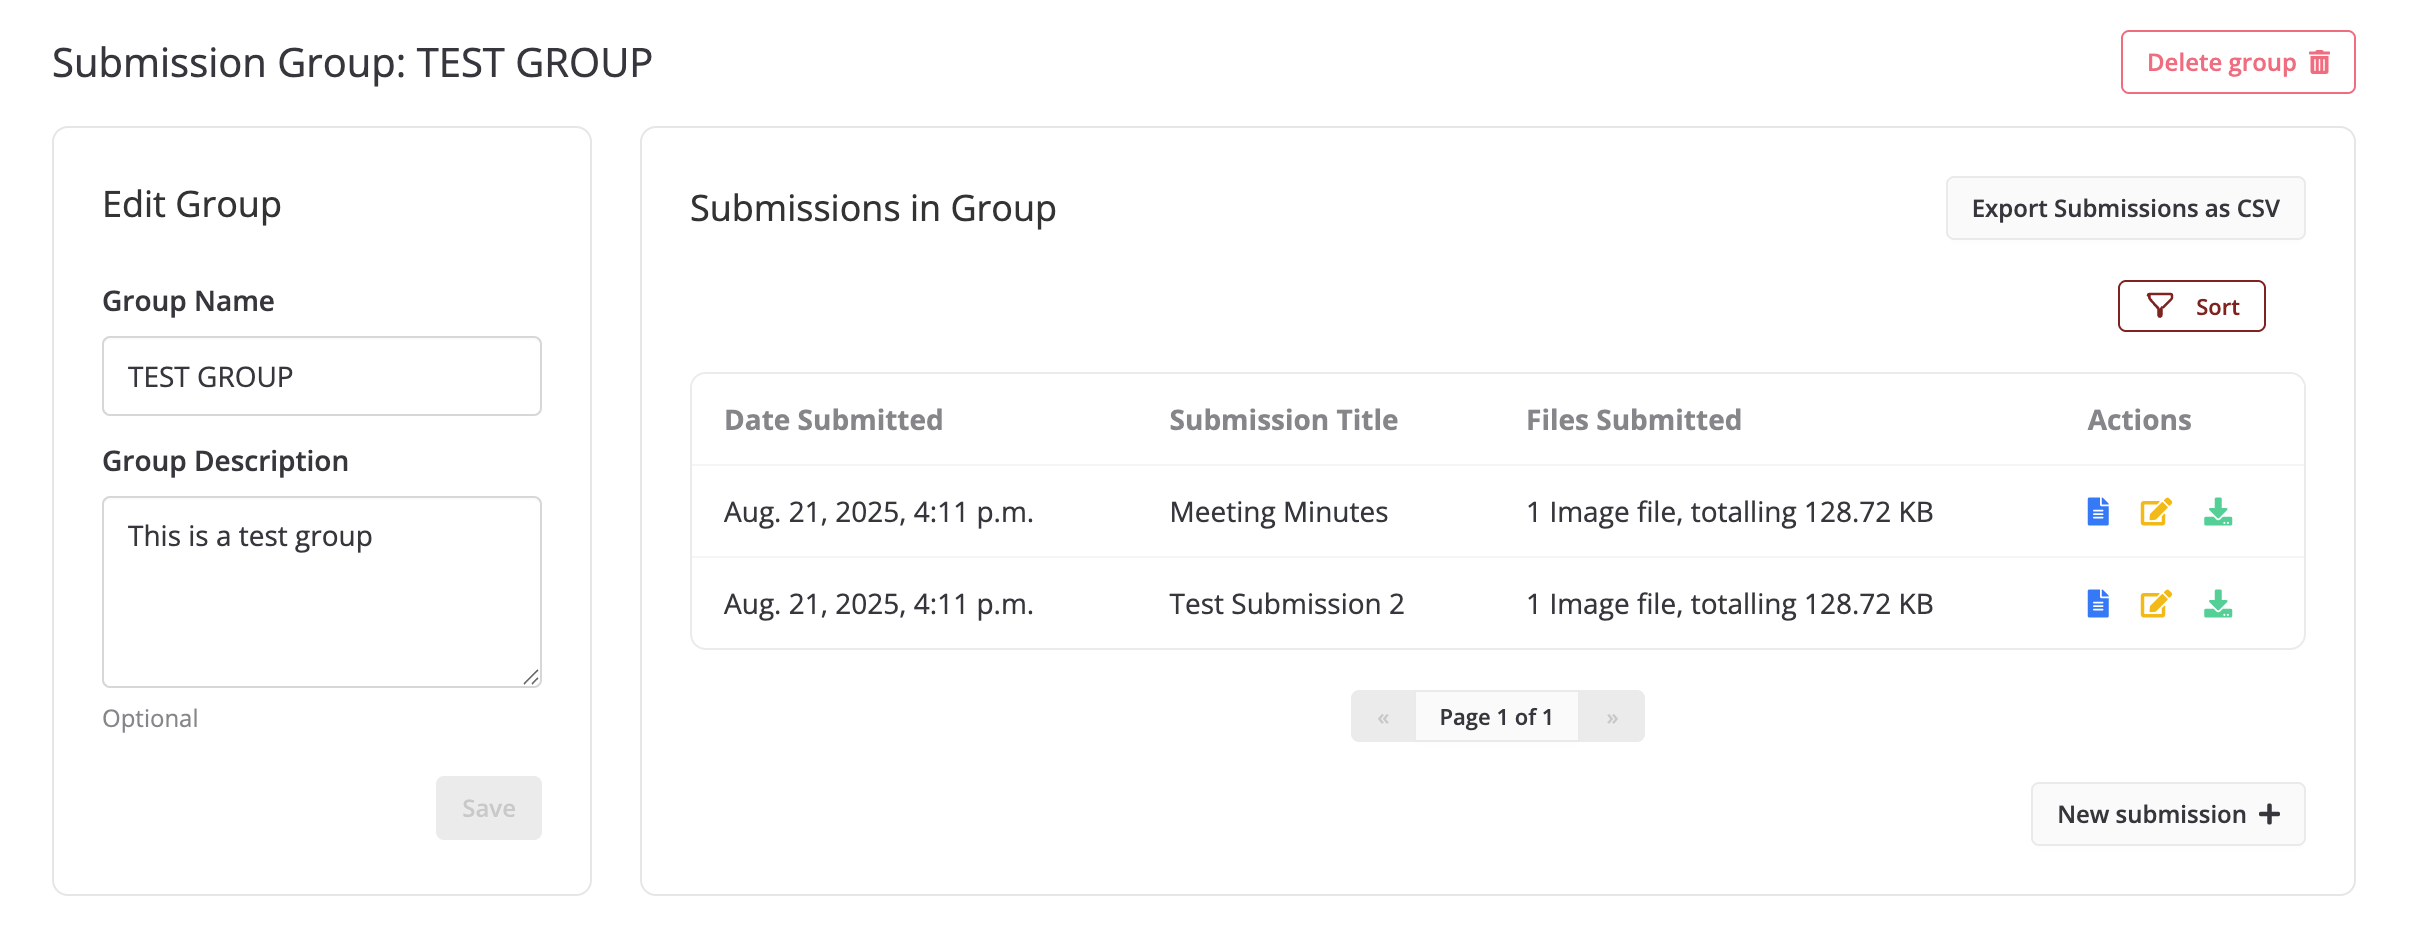 Submission Group: TEST GROUP
Delete group
Edit Group
Group Name
TEST GROUP
Group Description
This is a test group
Optional
Save
Submissions in Group
Export Submissions as CSV
Sort
Date Submitted Submission Title Files Submitted Actions
Aug. 21, 2025, 4:11 p.m. Meeting Minutes 1 Image file, totalling 128.72 KB
Aug. 21, 2025, 4:11 p.m. Test Submission 2 1 Image file, totalling 128.72 KB
« Page 1 of 1 »
New submission